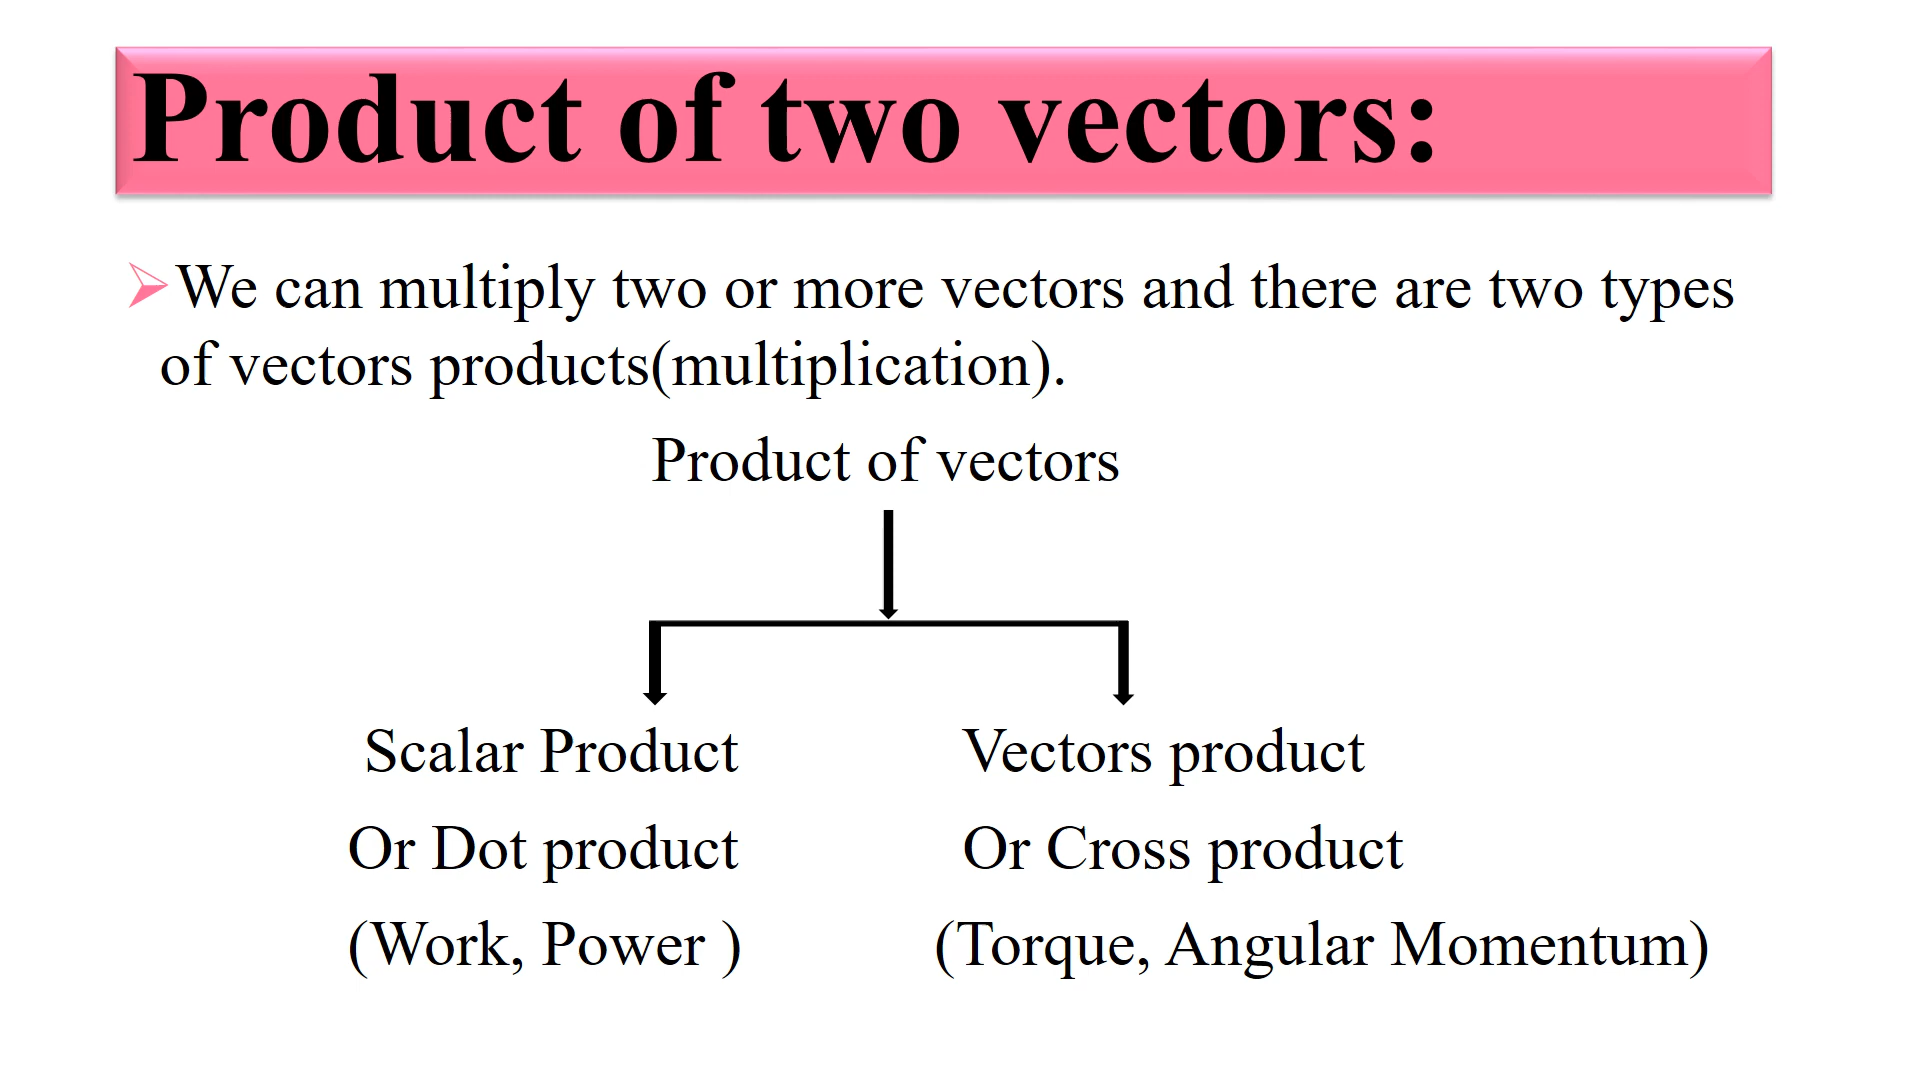 Product of two vectors:
We can multiply two or more vectors and there are two types
of vectors products(multiplication).
Product of vectors
Scalar Product
Vectors product
Or Dot product
Or Cross product
(Work, Power )
(Torque, Angular Momentum)